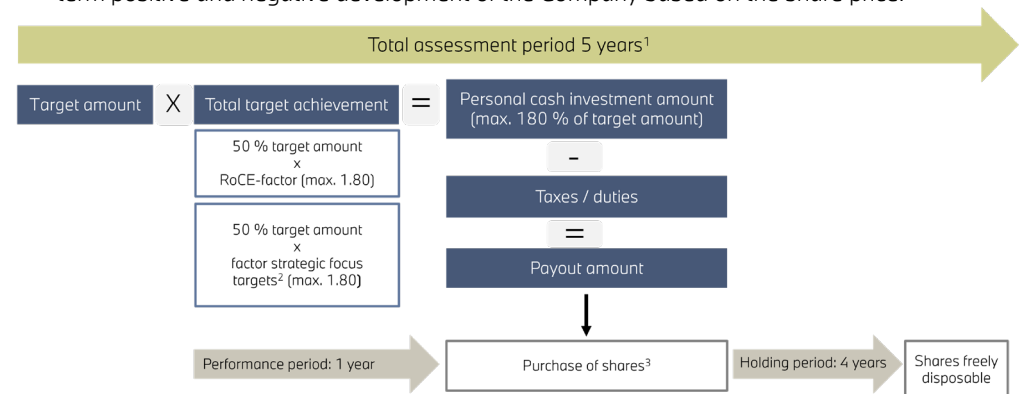 term positive and negative development of the Company based on the share price.
Total assessment period 5 years¹
Target amount
X
Total target achievement
=
Personal cash investment amount
(max. 180 % of target amount)
50 % target amount
x
RoCE-factor (max. 1.80)
-
Taxes / duties
50 % target amount
x
factor strategic focus
targets² (max. 1.80)
=
Payout amount
Performance period: 1 year
Purchase of shares³
Holding period: 4 years
Shares freely
disposable